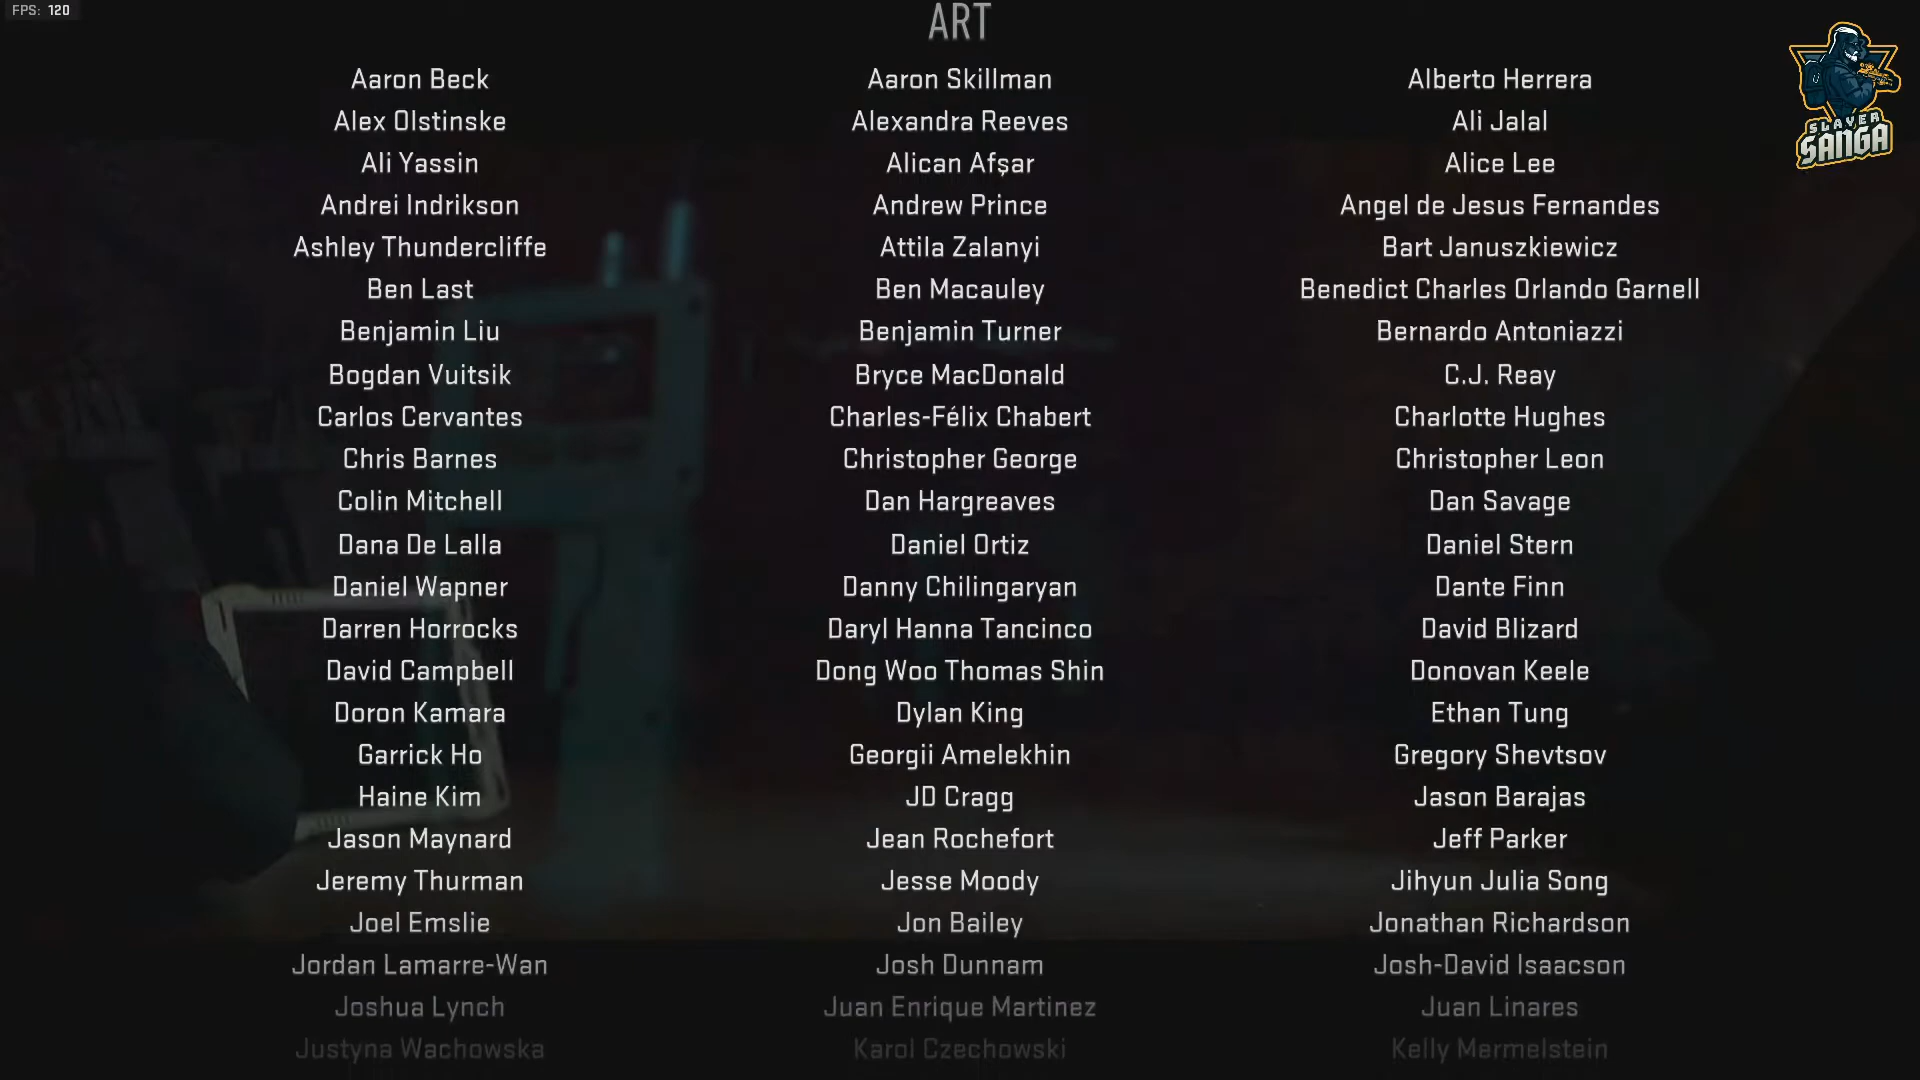 FPS: 120
ART
SLAYER
SANGA
Aaron Beck Aaron Skillman Alberto Herrera
Alex Olstinske Alexandra Reeves Ali Jalal
Ali Yassin Alican Afşar Alice Lee
Andrei Indrikson Andrew Prince Angel de Jesus Fernandes
Ashley Thundercliffe Attila Zalanyi Bart Januszkiewicz
Ben Last Ben Macauley Benedict Charles Orlando Garnell
Benjamin Liu Benjamin Turner Bernardo Antoniazzi
Bogdan Vuitsik Bryce MacDonald C.J. Reay
Carlos Cervantes Charles-Félix Chabert Charlotte Hughes
Chris Barnes Christopher George Christopher Leon
Colin Mitchell Dan Hargreaves Dan Savage
Dana De Lalla Daniel Ortiz Daniel Stern
Daniel Wapner Danny Chilingaryan Dante Finn
Darren Horrocks Daryl Hanna Tancinco David Blizard
David Campbell Dong Woo Thomas Shin Donovan Keele
Doron Kamara Dylan King Ethan Tung
Garrick Ho Georgii Amelekhin Gregory Shevtsov
Haine Kim JD Cragg Jason Barajas
Jason Maynard Jean Rochefort Jeff Parker
Jeremy Thurman Jesse Moody Jihyun Julia Song
Joel Emslie Jon Bailey Jonathan Richardson
Jordan Lamarre-Wan Josh Dunnam Josh-David Isaacson
Joshua Lynch Juan Enrique Martinez Juan Linares
Justyna Wachowska Karol Czechowski Kelly Mermelstein